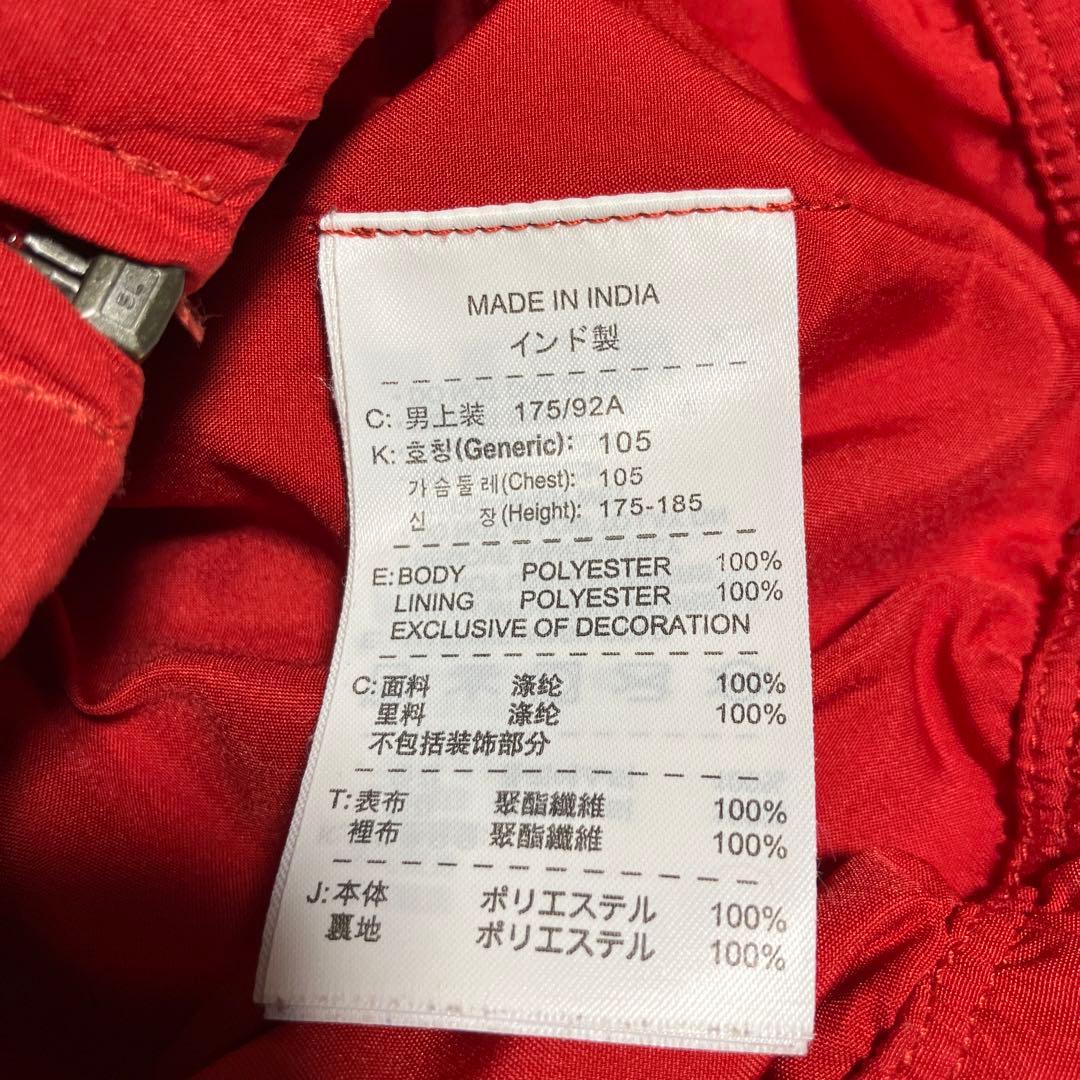 MADE IN INDIA
インド製
C: 男上装 175/92A
K: 호칭(Generic): 105
가슴둘레(Chest): 105
신 장(Height): 175-185
E: BODY POLYESTER 100%
LINING POLYESTER 100%
EXCLUSIVE OF DECORATION
C: 面料 涤纶 100%
里料 涤纶 100%
不包括装饰部分
T: 表布 聚酯纖維 100%
裡布 聚酯纖維 100%
J: 本体 ポリエステル 100%
裏地 ポリエステル 100%